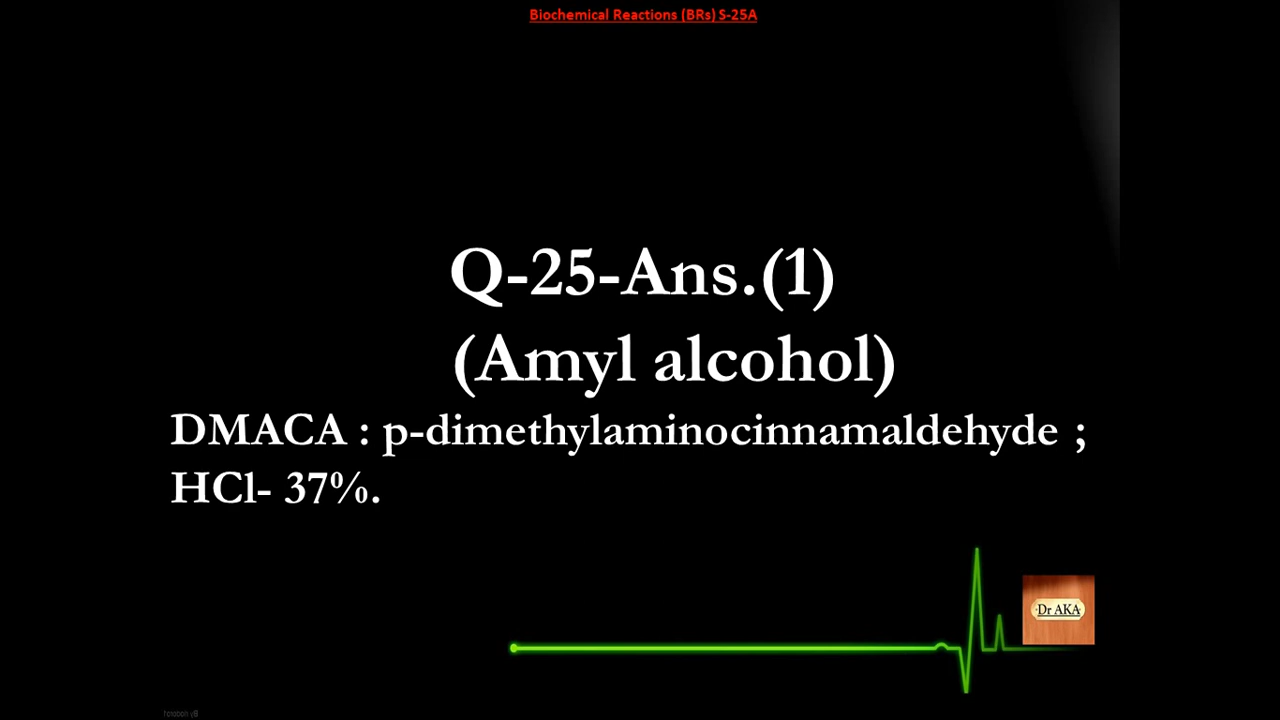 Biochemical Reactions (BRs) S-25A
Q-25-Ans.(1)
(Amyl alcohol)
DMACA : p-dimethylaminocinnamaldehyde ;
HCl- 37%.
Dr AKA